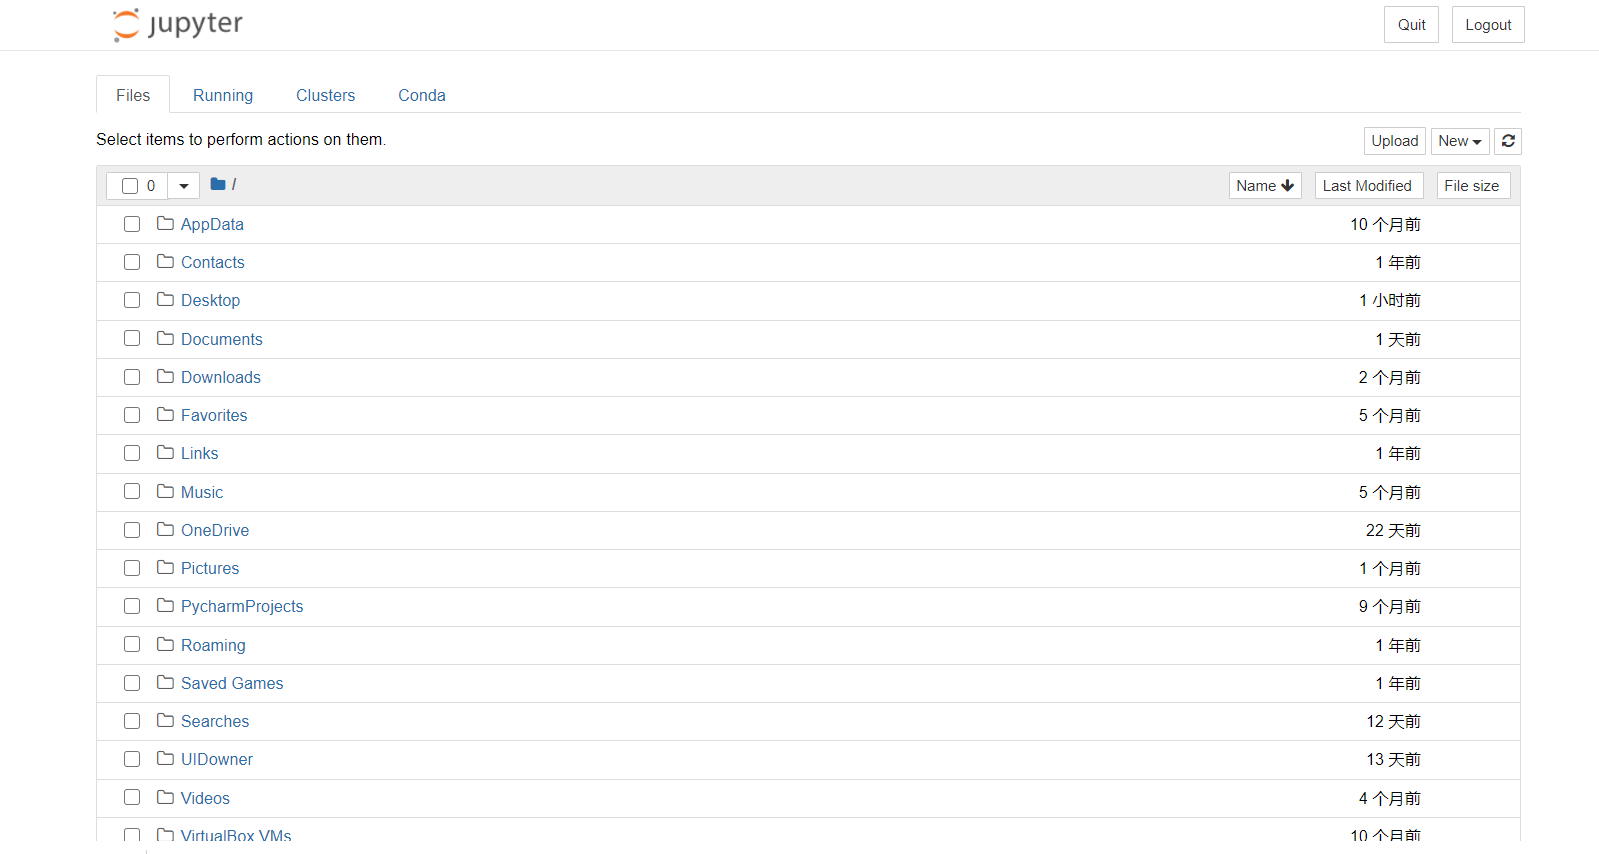 jupyter Quit Logout
Files Running Clusters Conda
Select items to perform actions on them. Upload New
0 / Name Last Modified File size
AppData 10 个月前
Contacts 1 年前
Desktop 1 小时前
Documents 1 天前
Downloads 2 个月前
Favorites 5 个月前
Links 1 年前
Music 5 个月前
OneDrive 22 天前
Pictures 1 个月前
PycharmProjects 9 个月前
Roaming 1 年前
Saved Games 1 年前
Searches 12 天前
UIDowner 13 天前
Videos 4 个月前
VirtualBox VMs 10 个月前